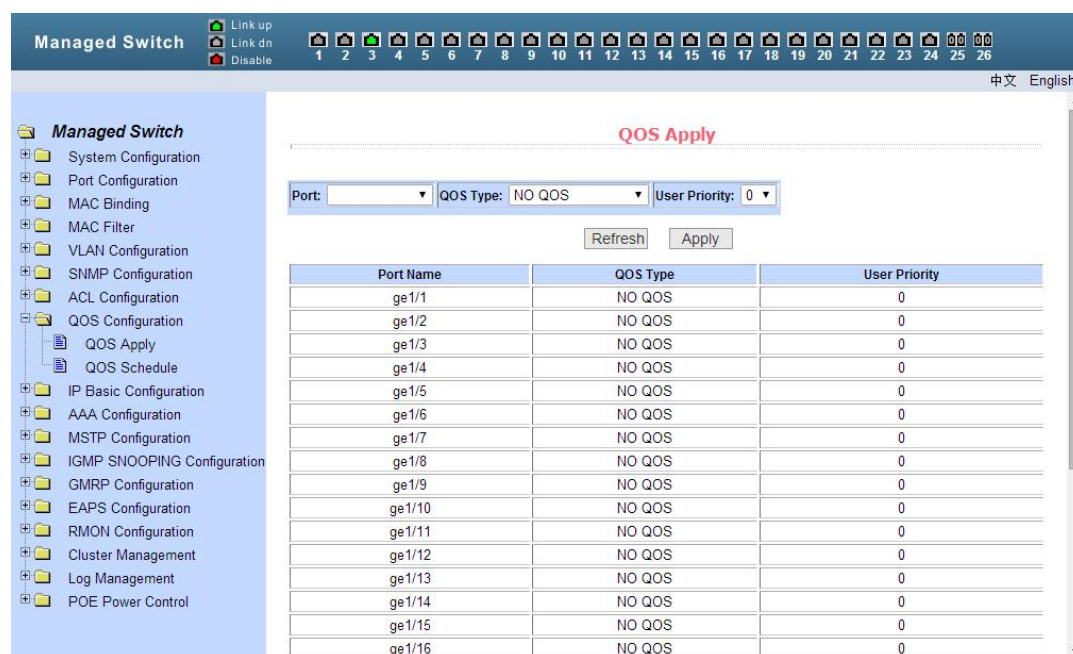 Managed Switch
Link up
Link dn
Disable
1 2 3 4 5 6 7 8 9 10 11 12 13 14 15 16 17 18 19 20 21 22 23 24 25 26
中文 English
Managed Switch
System Configuration
Port Configuration
MAC Binding
MAC Filter
VLAN Configuration
SNMP Configuration
ACL Configuration
QOS Configuration
QOS Apply
QOS Schedule
IP Basic Configuration
AAA Configuration
MSTP Configuration
IGMP SNOOPING Configuration
GMRP Configuration
EAPS Configuration
RMON Configuration
Cluster Management
Log Management
POE Power Control
QOS Apply
Port: QOS Type: NO QOS User Priority: 0
Refresh Apply
Port Name QOS Type User Priority
ge1/1 NO QOS 0
ge1/2 NO QOS 0
ge1/3 NO QOS 0
ge1/4 NO QOS 0
ge1/5 NO QOS 0
ge1/6 NO QOS 0
ge1/7 NO QOS 0
ge1/8 NO QOS 0
ge1/9 NO QOS 0
ge1/10 NO QOS 0
ge1/11 NO QOS 0
ge1/12 NO QOS 0
ge1/13 NO QOS 0
ge1/14 NO QOS 0
ge1/15 NO QOS 0
ge1/16 NO QOS 0